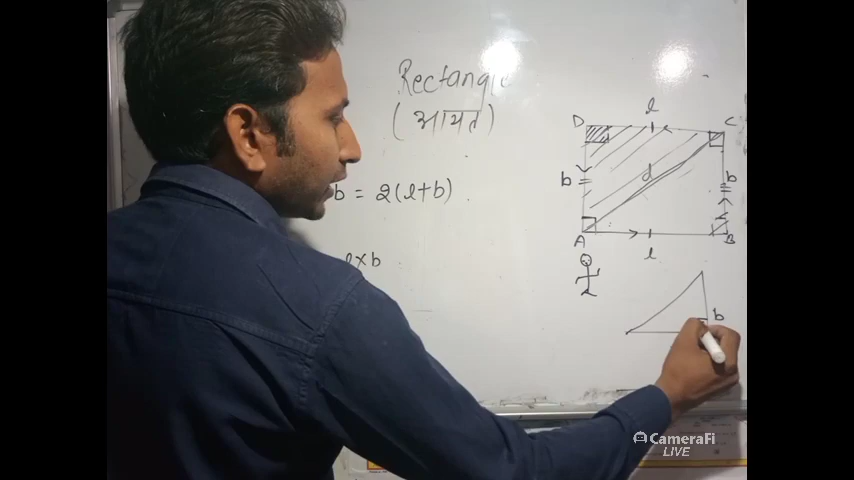 Rectangle
(आयत)
b = 2(l+b)
l×b
D l C
b d b
A l B
b
CameraFi
LIVE